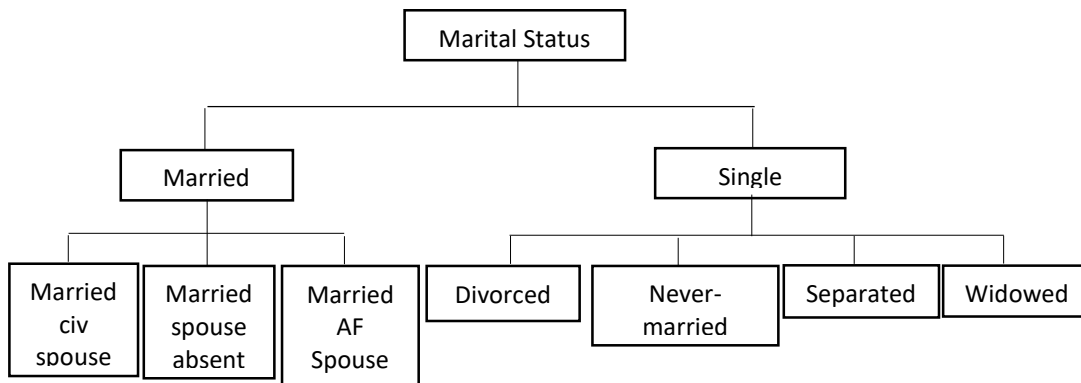 Marital Status
Married
Single
Married
civ
spouse
Married
spouse
absent
Married
AF
Spouse
Divorced
Never-
married
Separated
Widowed